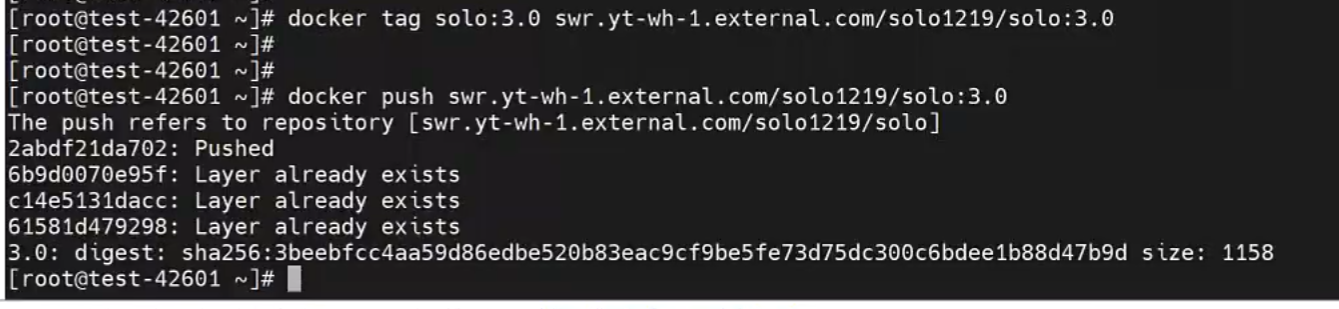 [root@test-42601 ~]# docker tag solo:3.0 swr.yt-wh-1.external.com/solo1219/solo:3.0
[root@test-42601 ~]#
[root@test-42601 ~]#
[root@test-42601 ~]# docker push swr.yt-wh-1.external.com/solo1219/solo:3.0
The push refers to repository [swr.yt-wh-1.external.com/solo1219/solo]
2abdf21da702: Pushed
6b9d0070e95f: Layer already exists
c14e5131dacc: Layer already exists
61581d479298: Layer already exists
3.0: digest: sha256:3beebfcc4aa59d86edbe520b83eac9cf9be5fe73d75dc300c6bdee1b88d47b9d size: 1158
[root@test-42601 ~]#